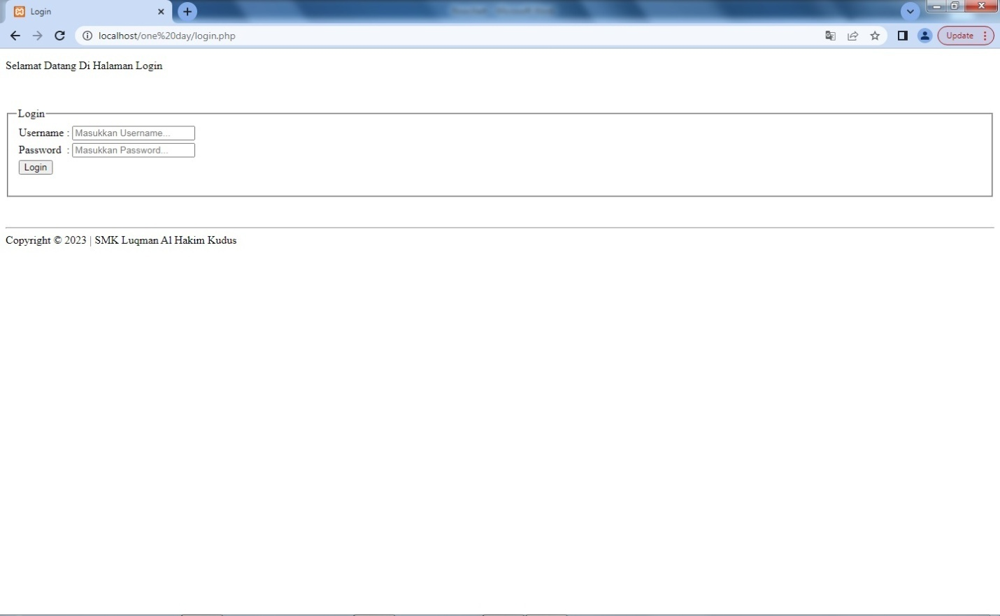 Login
localhost/one%20day/login.php
Update
Selamat Datang Di Halaman Login
Login
Username : Masukkan Username...
Password : Masukkan Password...
Login
Copyright © 2023 | SMK Luqman Al Hakim Kudus